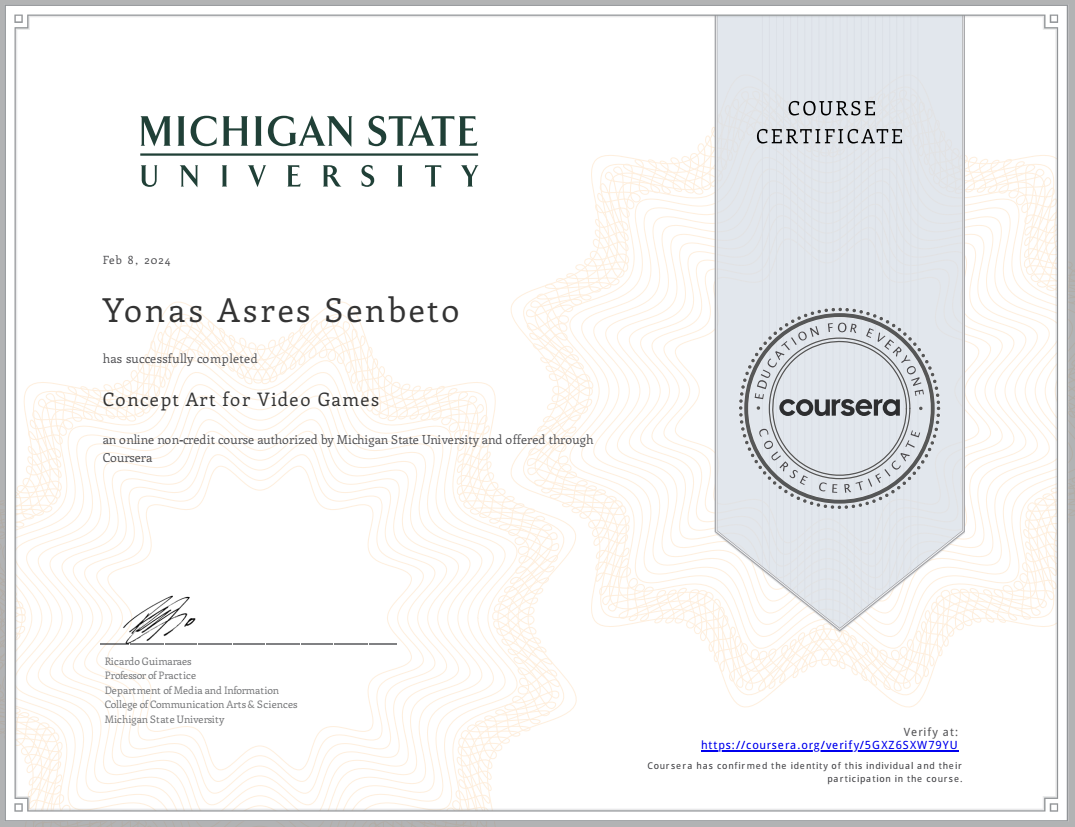 MICHIGAN STATE
UNIVERSITY
COURSE
CERTIFICATE
Feb 8, 2024
Yonas Asres Senbeto
has successfully completed
Concept Art for Video Games
an online non-credit course authorized by Michigan State University and offered through
Coursera
EDUCATION FOR EVERYONE
coursera
COURSE CERTIFICATE
Ricardo Guimaraes
Professor of Practice
Department of Media and Information
College of Communication Arts & Sciences
Michigan State University
Verify at:
https://coursera.org/verify/5GXZ6SXW79YU
Coursera has confirmed the identity of this individual and their
participation in the course.